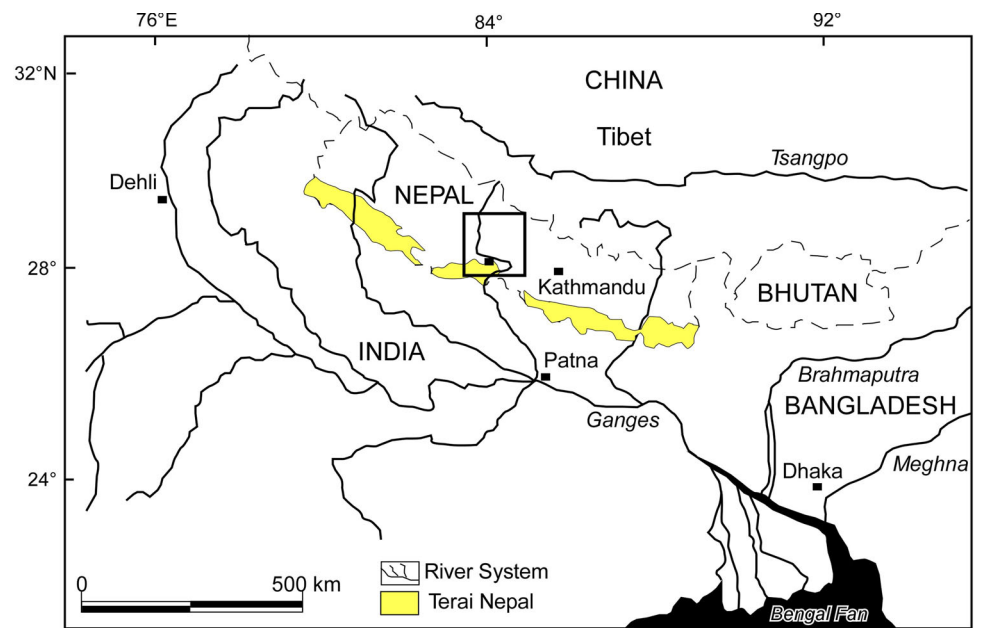 76°E 84° 92°
32°N
CHINA
Tibet
Tsangpo
Dehli
NEPAL
28°
Kathmandu
BHUTAN
INDIA
Patna
Brahmaputra
BANGLADESH
Ganges
Meghna
Dhaka
24°
0 500 km
River System
Terai Nepal
Bengal Fan